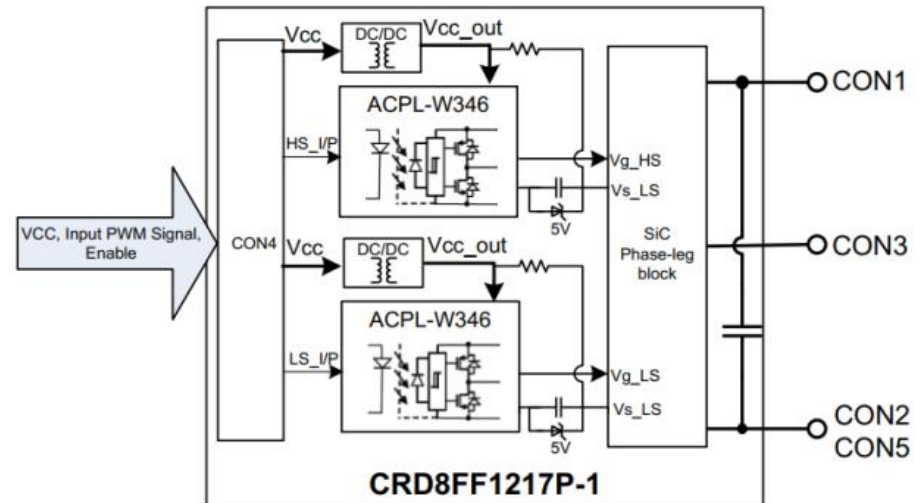 Vcc
DC/DC
Vcc_out
CON1
ACPL-W346
HS_I/P
Vg_HS
Vs_LS
5V
VCC, Input PWM Signal,
Enable
CON4
SiC
Phase-leg
block
CON3
Vcc
DC/DC
Vcc_out
ACPL-W346
LS_I/P
Vg_LS
Vs_LS
5V
CON2
CON5
CRD8FF1217P-1